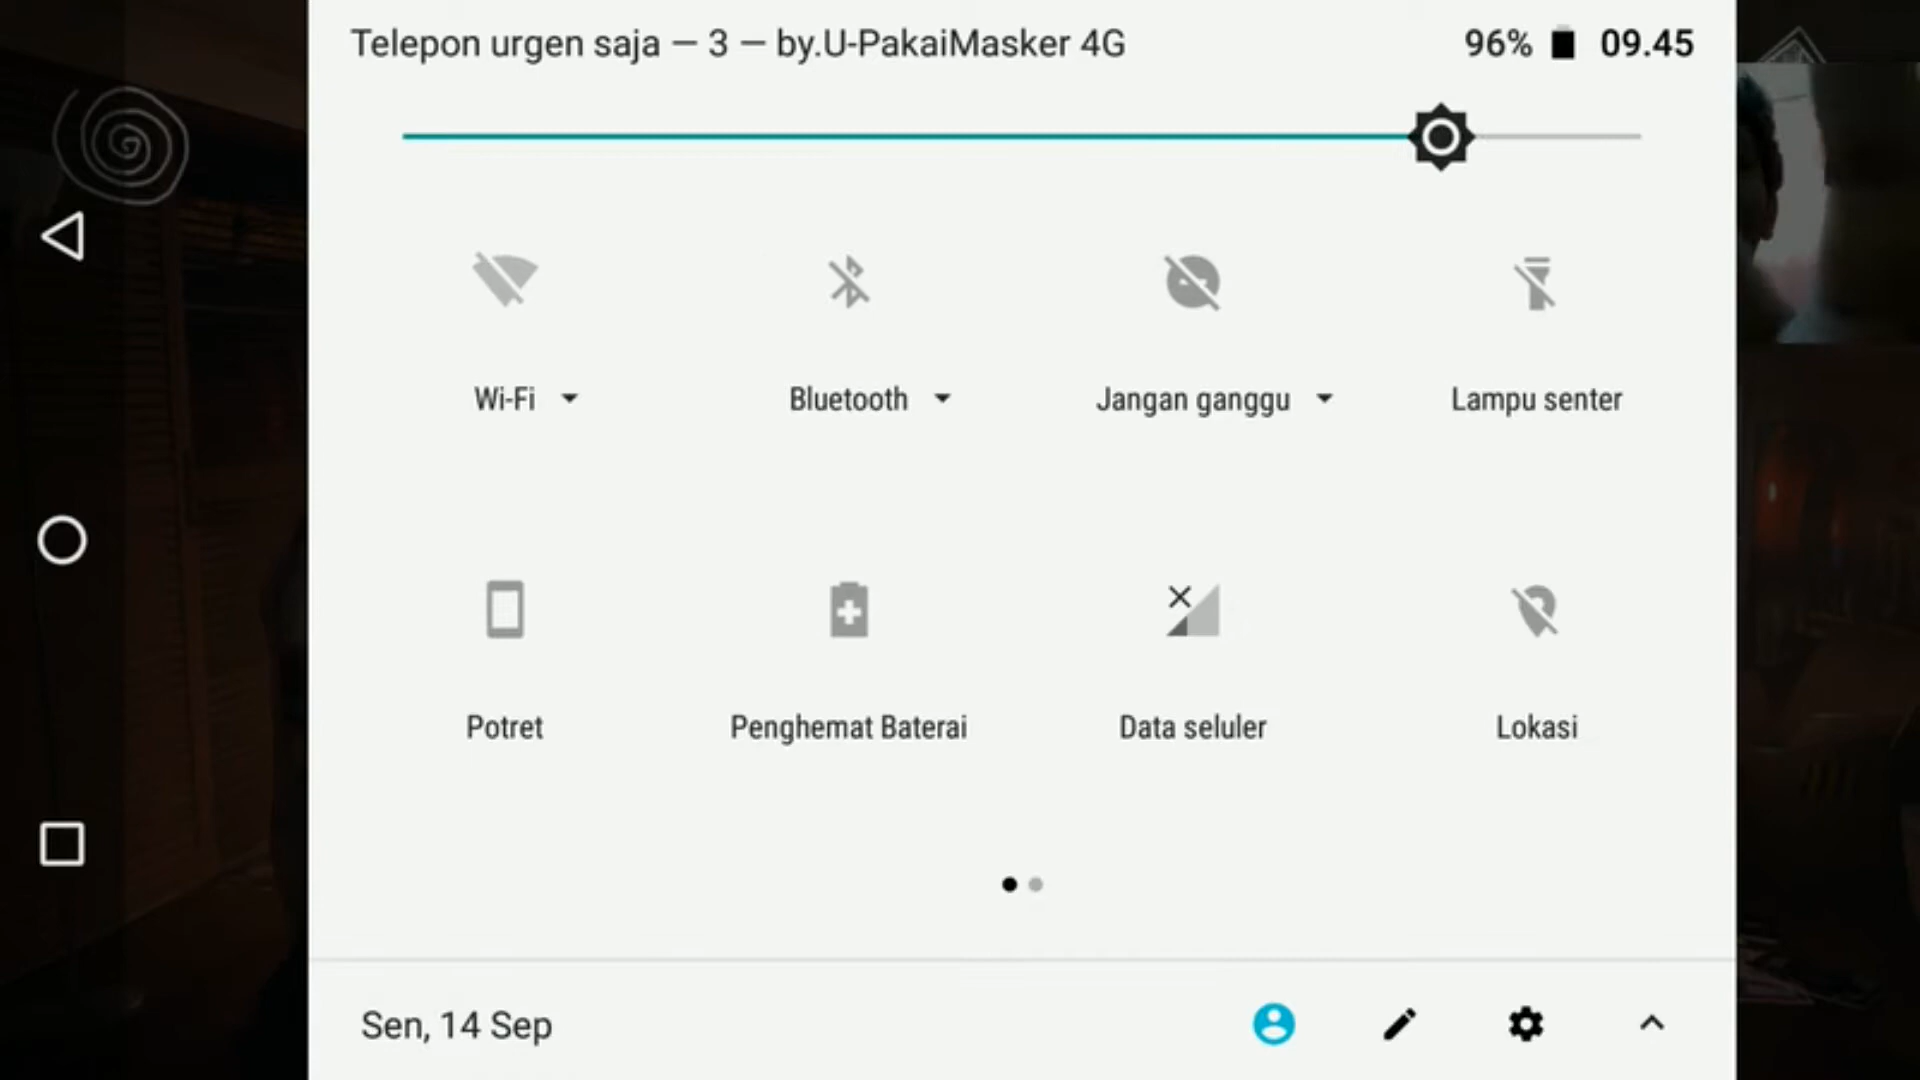 Telepon urgen saja — 3 — by.U-PakaiMasker 4G
96% 09.45
Wi-Fi
Bluetooth
Jangan ganggu
Lampu senter
Potret
Penghemat Baterai
Data seluler
Lokasi
Sen, 14 Sep